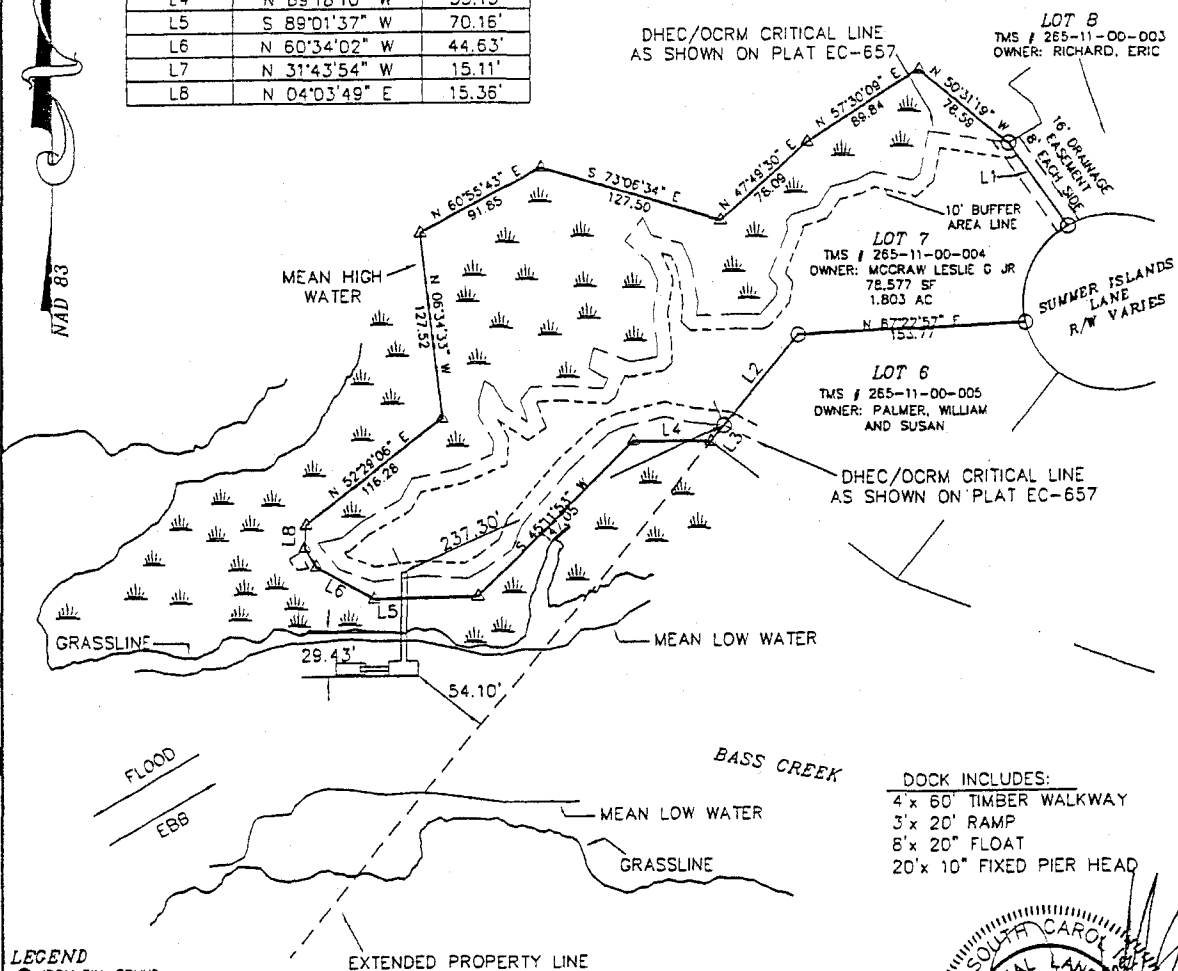 L5 S 89°01'37" W 70.16'
L6 N 60°34'02" W 44.63'
L7 N 31°43'54" W 15.11'
L8 N 04°03'49" E 15.36'
NAD 83
DHEC/OCRM CRITICAL LINE
AS SHOWN ON PLAT EC-657
LOT 8
TMS # 265-11-00-003
OWNER: RICHARD, ERIC
N 50°31'19" W
78.59
N 57°30'09" E
89.84
N 47°49'30" E
76.09
16' DRAINAGE
EASEMENT
8' EACH SIDE
L1
10' BUFFER
AREA LINE
S 73°06'34" E
127.50
N 60°55'43" E
91.85
MEAN HIGH
WATER
N 06°34'33" W
127.52
LOT 7
TMS # 265-11-00-004
OWNER: MCCRAW LESLIE G JR
78,577 SF
1.803 AC
SUMMER ISLANDS
LANE
R/W VARIES
153.77
L2
LOT 6
TMS # 265-11-00-005
OWNER: PALMER, WILLIAM
AND SUSAN
L4
L3
N 52°29'06" E
116.28
DHEC/OCRM CRITICAL LINE
AS SHOWN ON PLAT EC-657
S 45°11'53" W
237.30'
L8
L6
L5
GRASSLINE
MEAN LOW WATER
29.43'
54.10'
FLOOD
EBB
BASS CREEK
DOCK INCLUDES:
4'x 60' TIMBER WALKWAY
3'x 20' RAMP
8'x 20" FLOAT
20'x 10" FIXED PIER HEAD
MEAN LOW WATER
GRASSLINE
LEGEND
EXTENDED PROPERTY LINE
SOUTH CARO